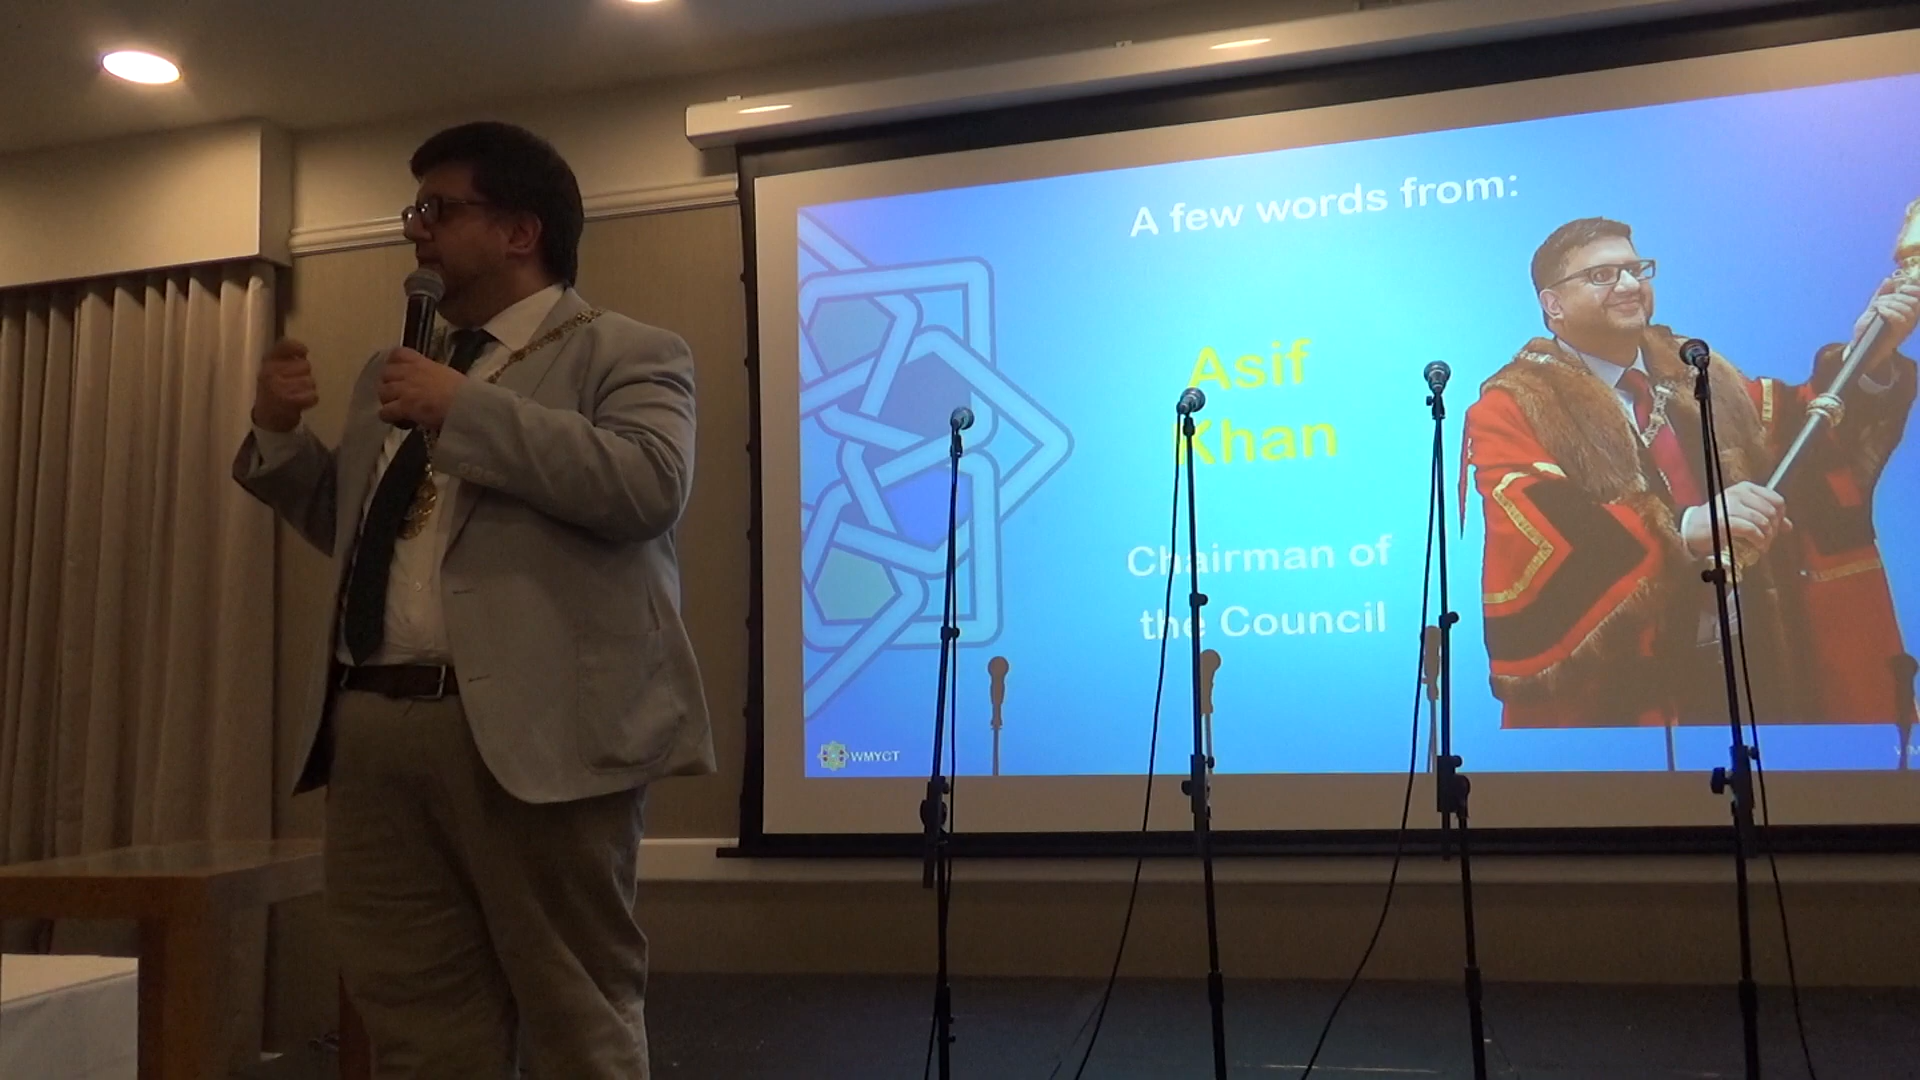 A few words from:
Asif
Khan
Chairman of
the Council
WMYCT